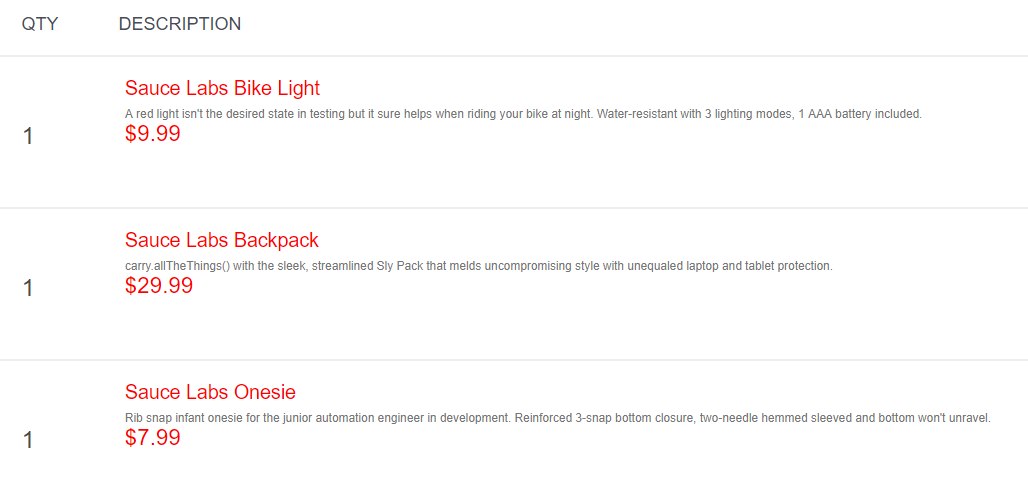 QTY DESCRIPTION
Sauce Labs Bike Light
A red light isn't the desired state in testing but it sure helps when riding your bike at night. Water-resistant with 3 lighting modes, 1 AAA battery included.
1 $9.99
Sauce Labs Backpack
carry.allTheThings() with the sleek, streamlined Sly Pack that melds uncompromising style with unequaled laptop and tablet protection.
1 $29.99
Sauce Labs Onesie
Rib snap infant onesie for the junior automation engineer in development. Reinforced 3-snap bottom closure, two-needle hemmed sleeved and bottom won't unravel.
1 $7.99